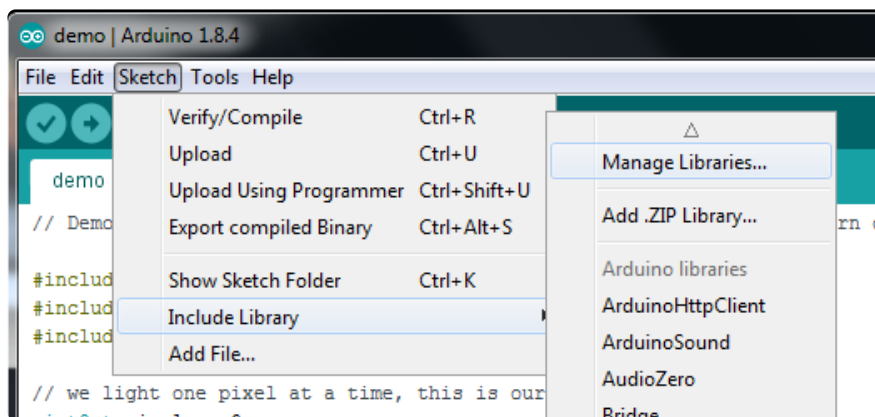 demo | Arduino 1.8.4
File Edit Sketch Tools Help
Verify/Compile Ctrl+R
Upload Ctrl+U
Upload Using Programmer Ctrl+Shift+U
Export compiled Binary Ctrl+Alt+S
Show Sketch Folder Ctrl+K
Include Library
Add File...
Manage Libraries...
Add .ZIP Library...
Arduino libraries
ArduinoHttpClient
ArduinoSound
AudioZero
Bridge
demo
// Demo
#includ
#includ
#includ
// we light one pixel at a time, this is our